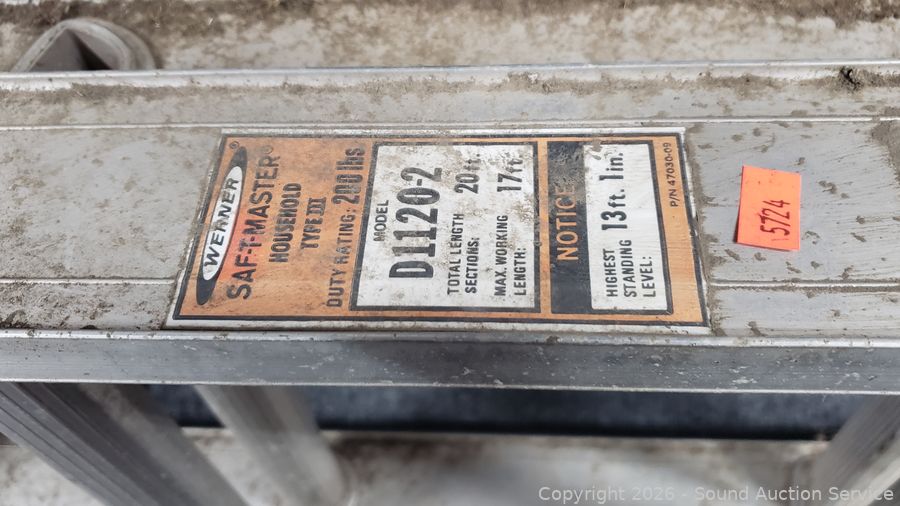 WERNER®
SAF-T-MASTER®
HOUSEHOLD
TYPE III
DUTY RATING: 200 lbs
MODEL
D1120-2
TOTAL LENGTH
SECTIONS: 20 ft.
MAX. WORKING
LENGTH: 17 ft.
NOTICE
HIGHEST
STANDING 13 ft. 1 in.
LEVEL:
P/N 47030-09
5724
Copyright 2026 - Sound Auction Service